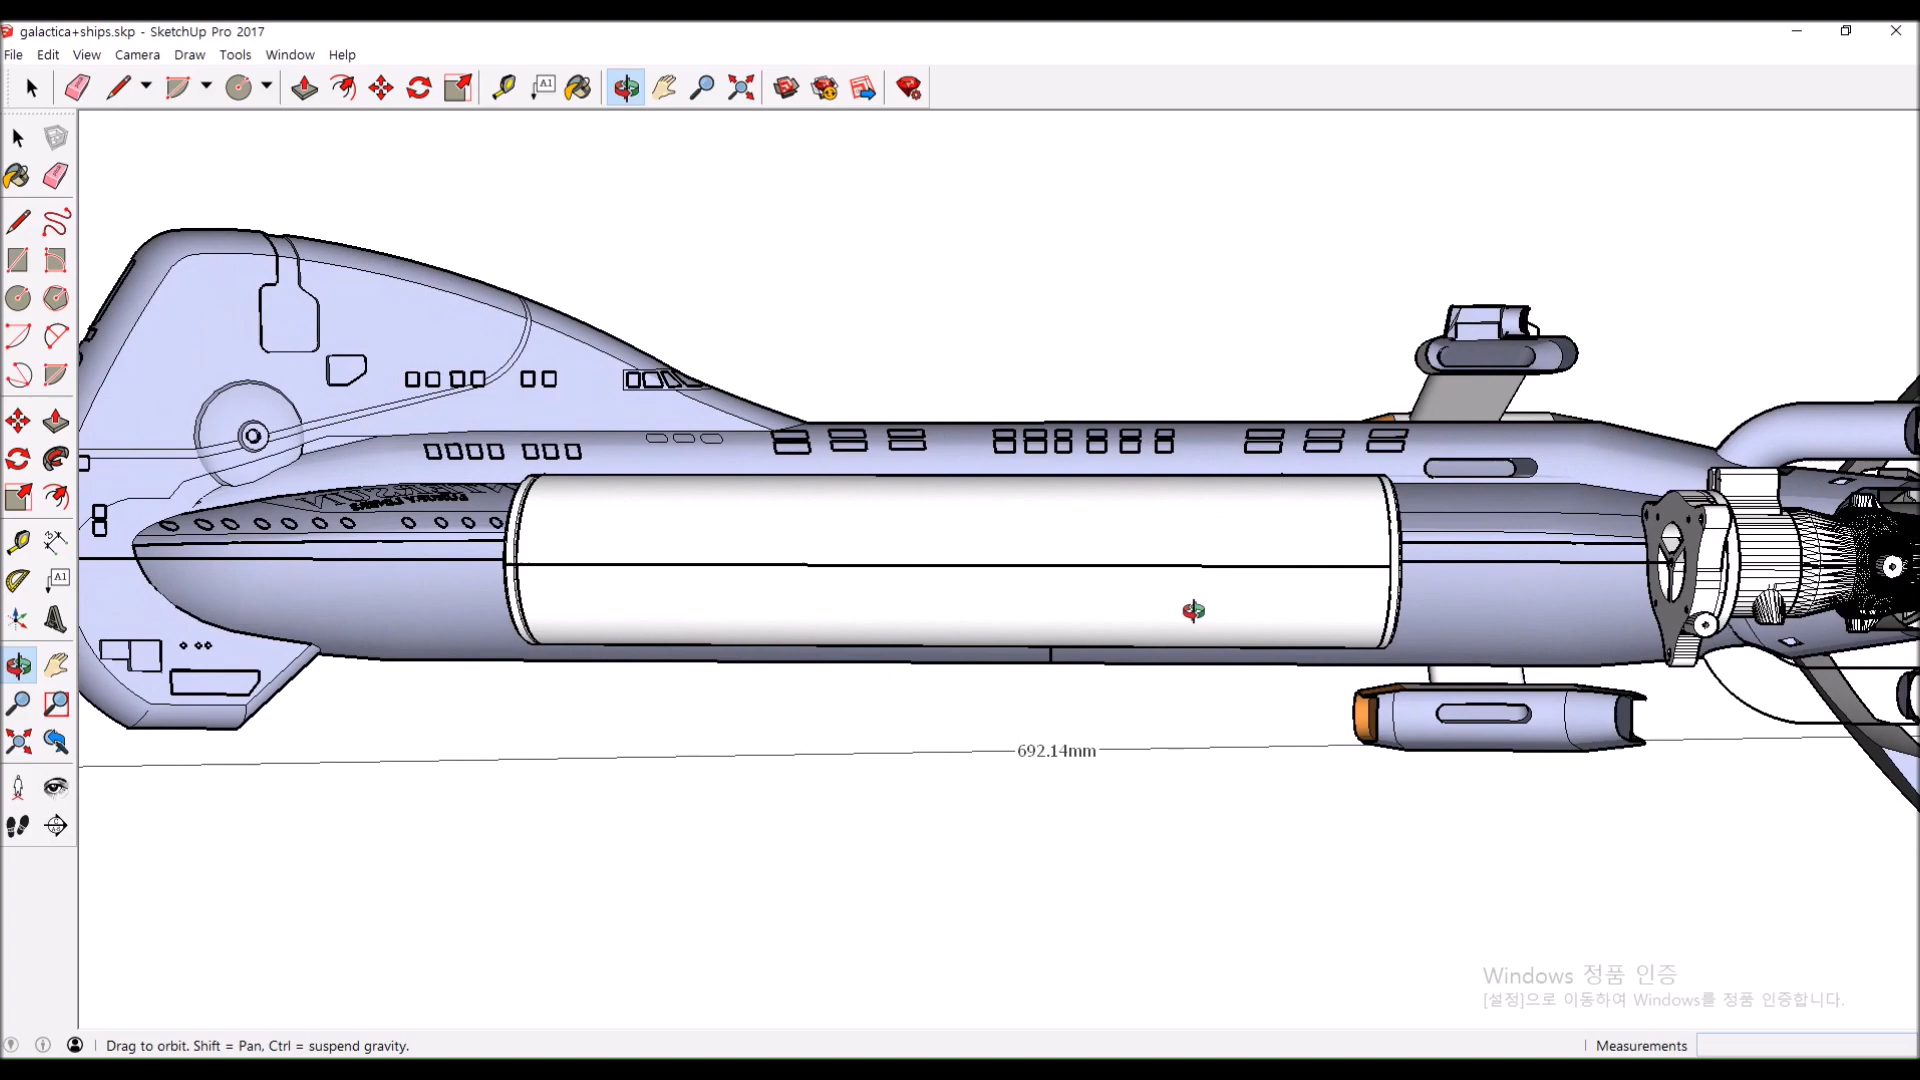 galactica+ships.skp - SketchUp Pro 2017
File Edit View Camera Draw Tools Window Help
A1
A1
692.14mm
Windows 정품 인증
[설정]으로 이동하여 Windows를 정품 인증합니다.
Drag to orbit. Shift = Pan, Ctrl = suspend gravity.
Measurements